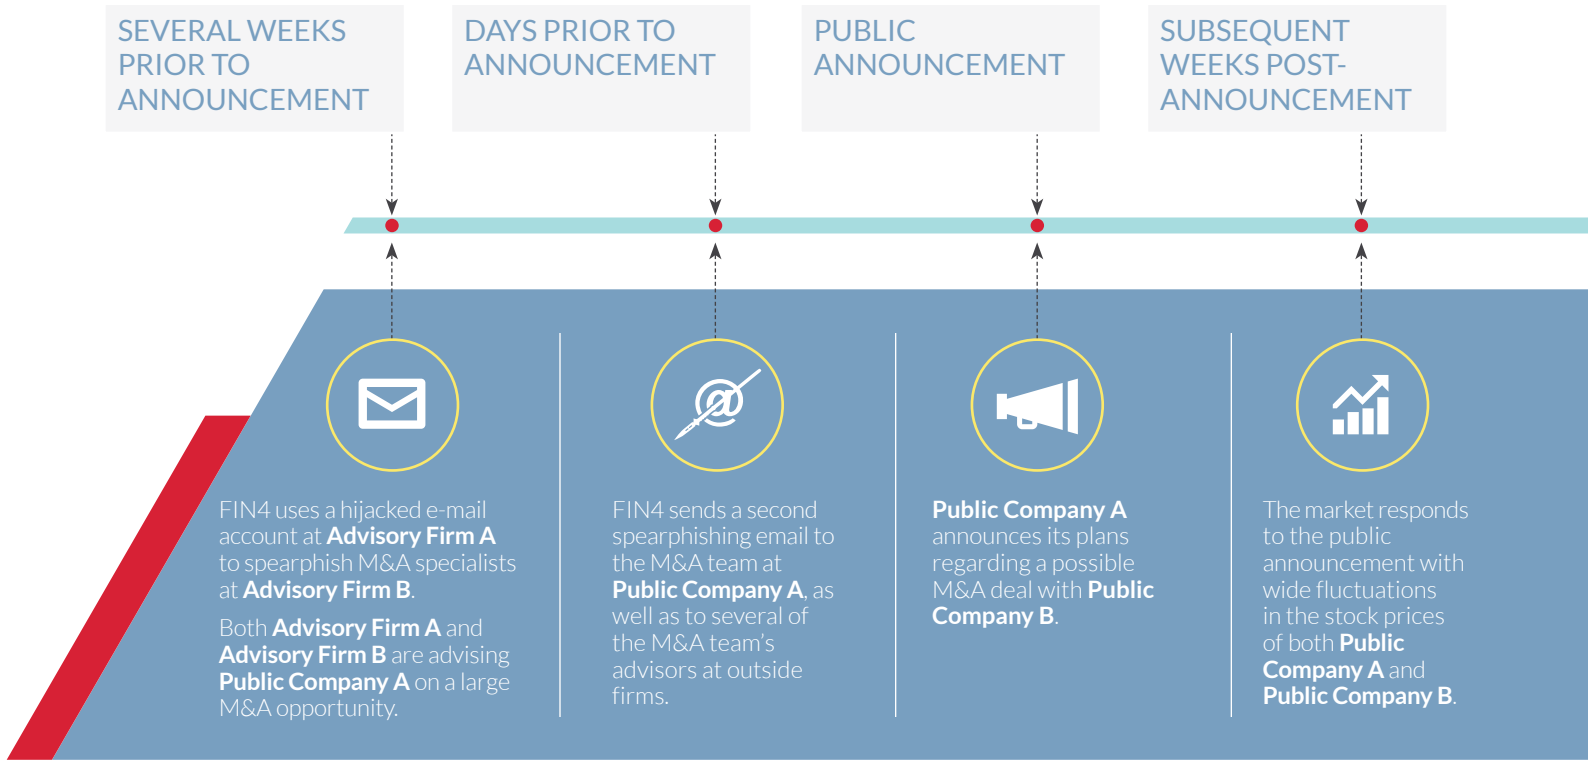 SEVERAL WEEKS
PRIOR TO
ANNOUNCEMENT
DAYS PRIOR TO
ANNOUNCEMENT
PUBLIC
ANNOUNCEMENT
SUBSEQUENT
WEEKS POST-
ANNOUNCEMENT
FIN4 uses a hijacked e-mail
account at Advisory Firm A
to spearphish M&A specialists
at Advisory Firm B.
Both Advisory Firm A and
Advisory Firm B are advising
Public Company A on a large
M&A opportunity.
FIN4 sends a second
spearphishing email to
the M&A team at
Public Company A, as
well as to several of
the M&A team’s
advisors at outside
firms.
Public Company A
announces its plans
regarding a possible
M&A deal with Public
Company B.
The market responds
to the public
announcement with
wide fluctuations
in the stock prices
of both Public
Company A and
Public Company B.